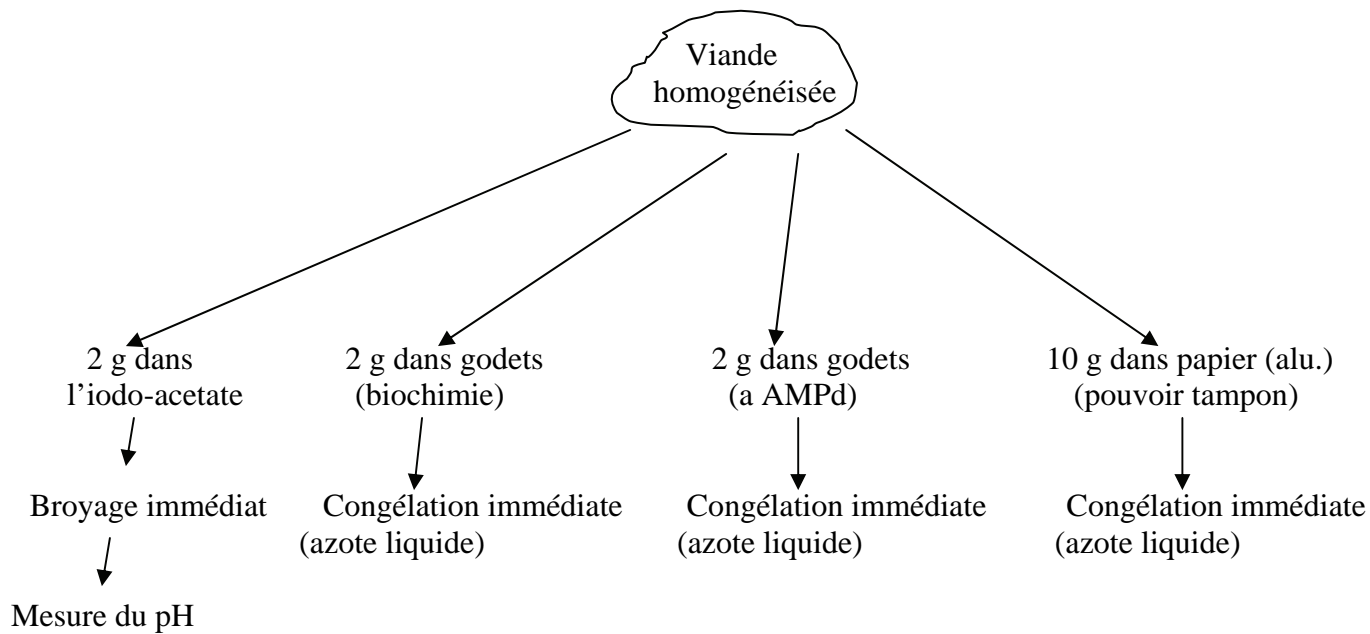 Viande
homogénéisée
2 g dans
l'iodo-acetate
2 g dans godets
(biochimie)
2 g dans godets
(a AMPd)
10 g dans papier (alu.)
(pouvoir tampon)
Broyage immédiat
Congélation immédiate
(azote liquide)
Congélation immédiate
(azote liquide)
Congélation immédiate
(azote liquide)
Mesure du pH